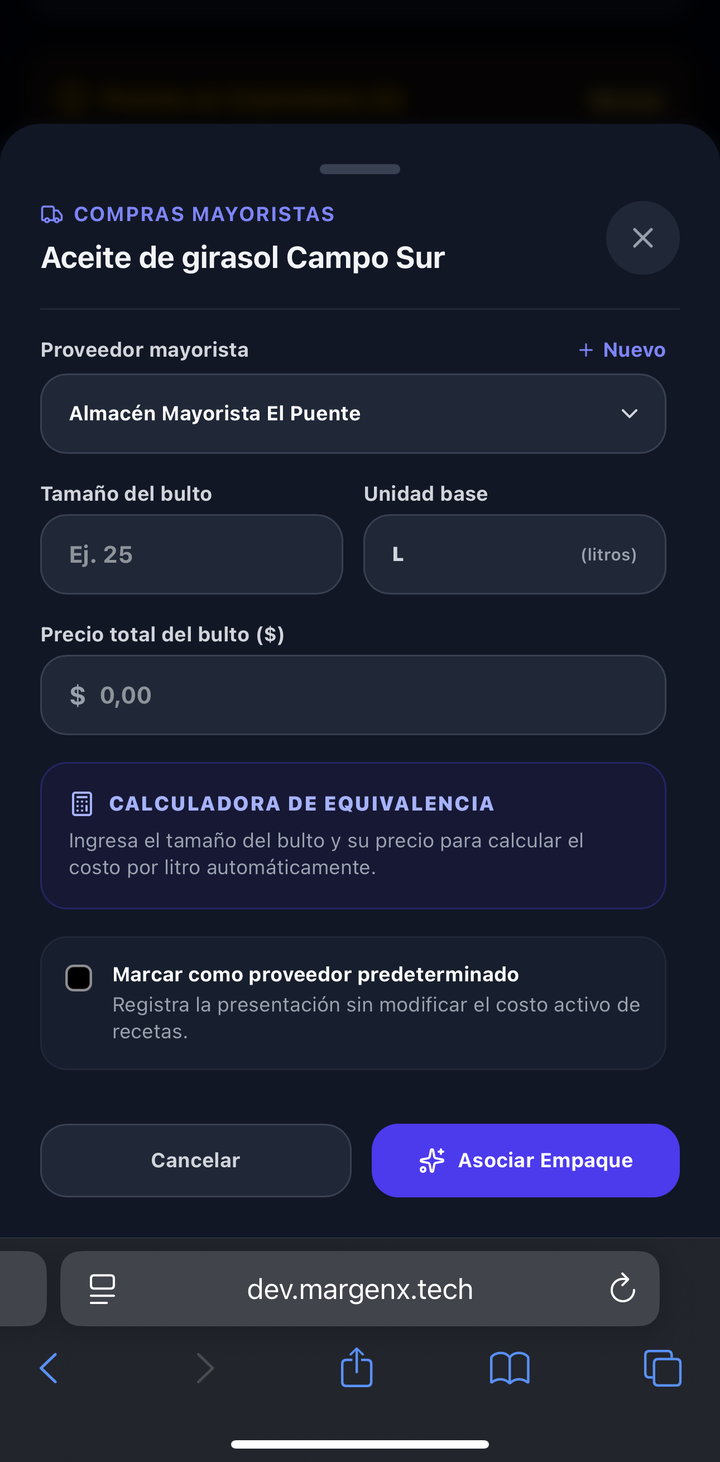 COMPRAS MAYORISTAS
Aceite de girasol Campo Sur
Proveedor mayorista
+ Nuevo
Almacén Mayorista El Puente
Tamaño del bulto
Unidad base
Ej. 25
L
(litros)
Precio total del bulto ($)
$ 0,00
CALCULADORA DE EQUIVALENCIA
Ingresa el tamaño del bulto y su precio para calcular el
costo por litro automáticamente.
Marcar como proveedor predeterminado
Registra la presentación sin modificar el costo activo de
recetas.
Cancelar
Asociar Empaque
dev.margenx.tech